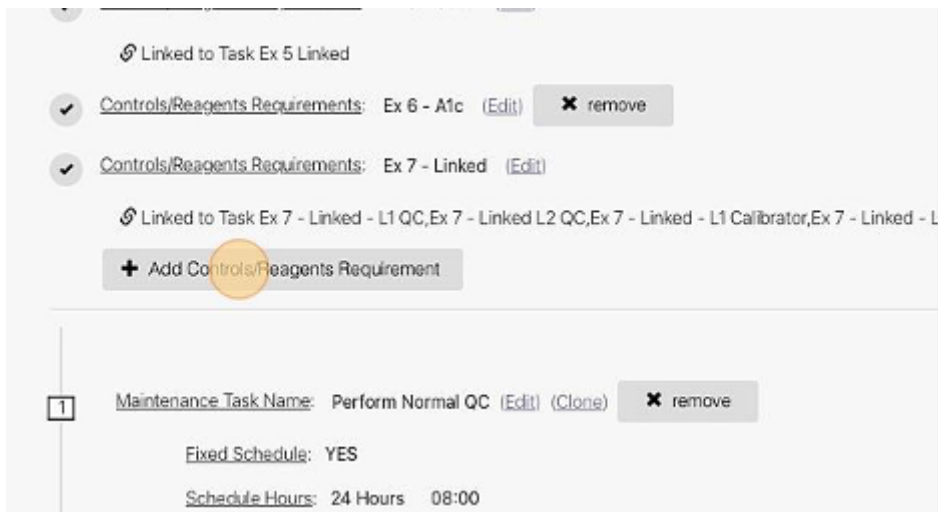 Linked to Task Ex 5 Linked
Controls/Reagents Requirements: Ex 6 - A1c (Edit) ✖ remove
Controls/Reagents Requirements: Ex 7 - Linked (Edit)
Linked to Task Ex 7 - Linked - L1 QC,Ex 7 - Linked L2 QC,Ex 7 - Linked - L1 Calibrator,Ex 7 - Linked - L
+ Add Controls/Reagents Requirement
1 Maintenance Task Name: Perform Normal QC (Edit) (Clone) ✖ remove
Fixed Schedule: YES
Schedule Hours: 24 Hours 08:00